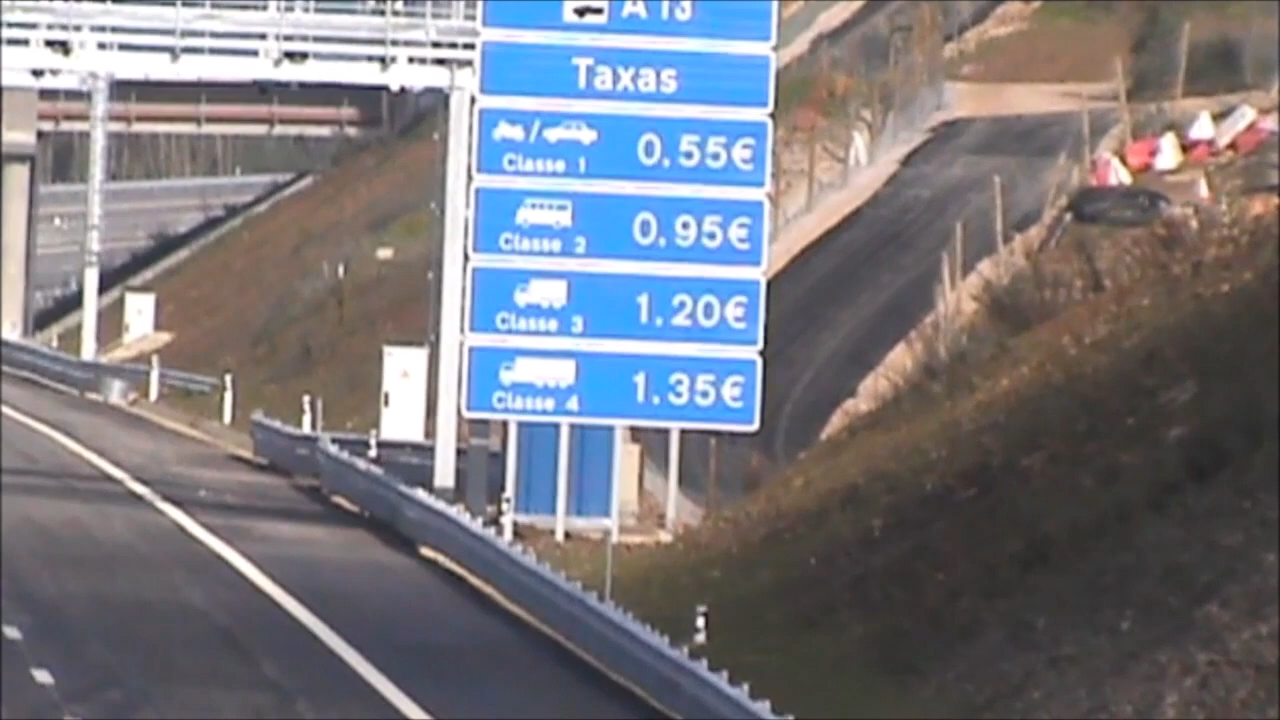 A 13
Taxas
Classe 1 0.55€
Classe 2 0.95€
Classe 3 1.20€
Classe 4 1.35€